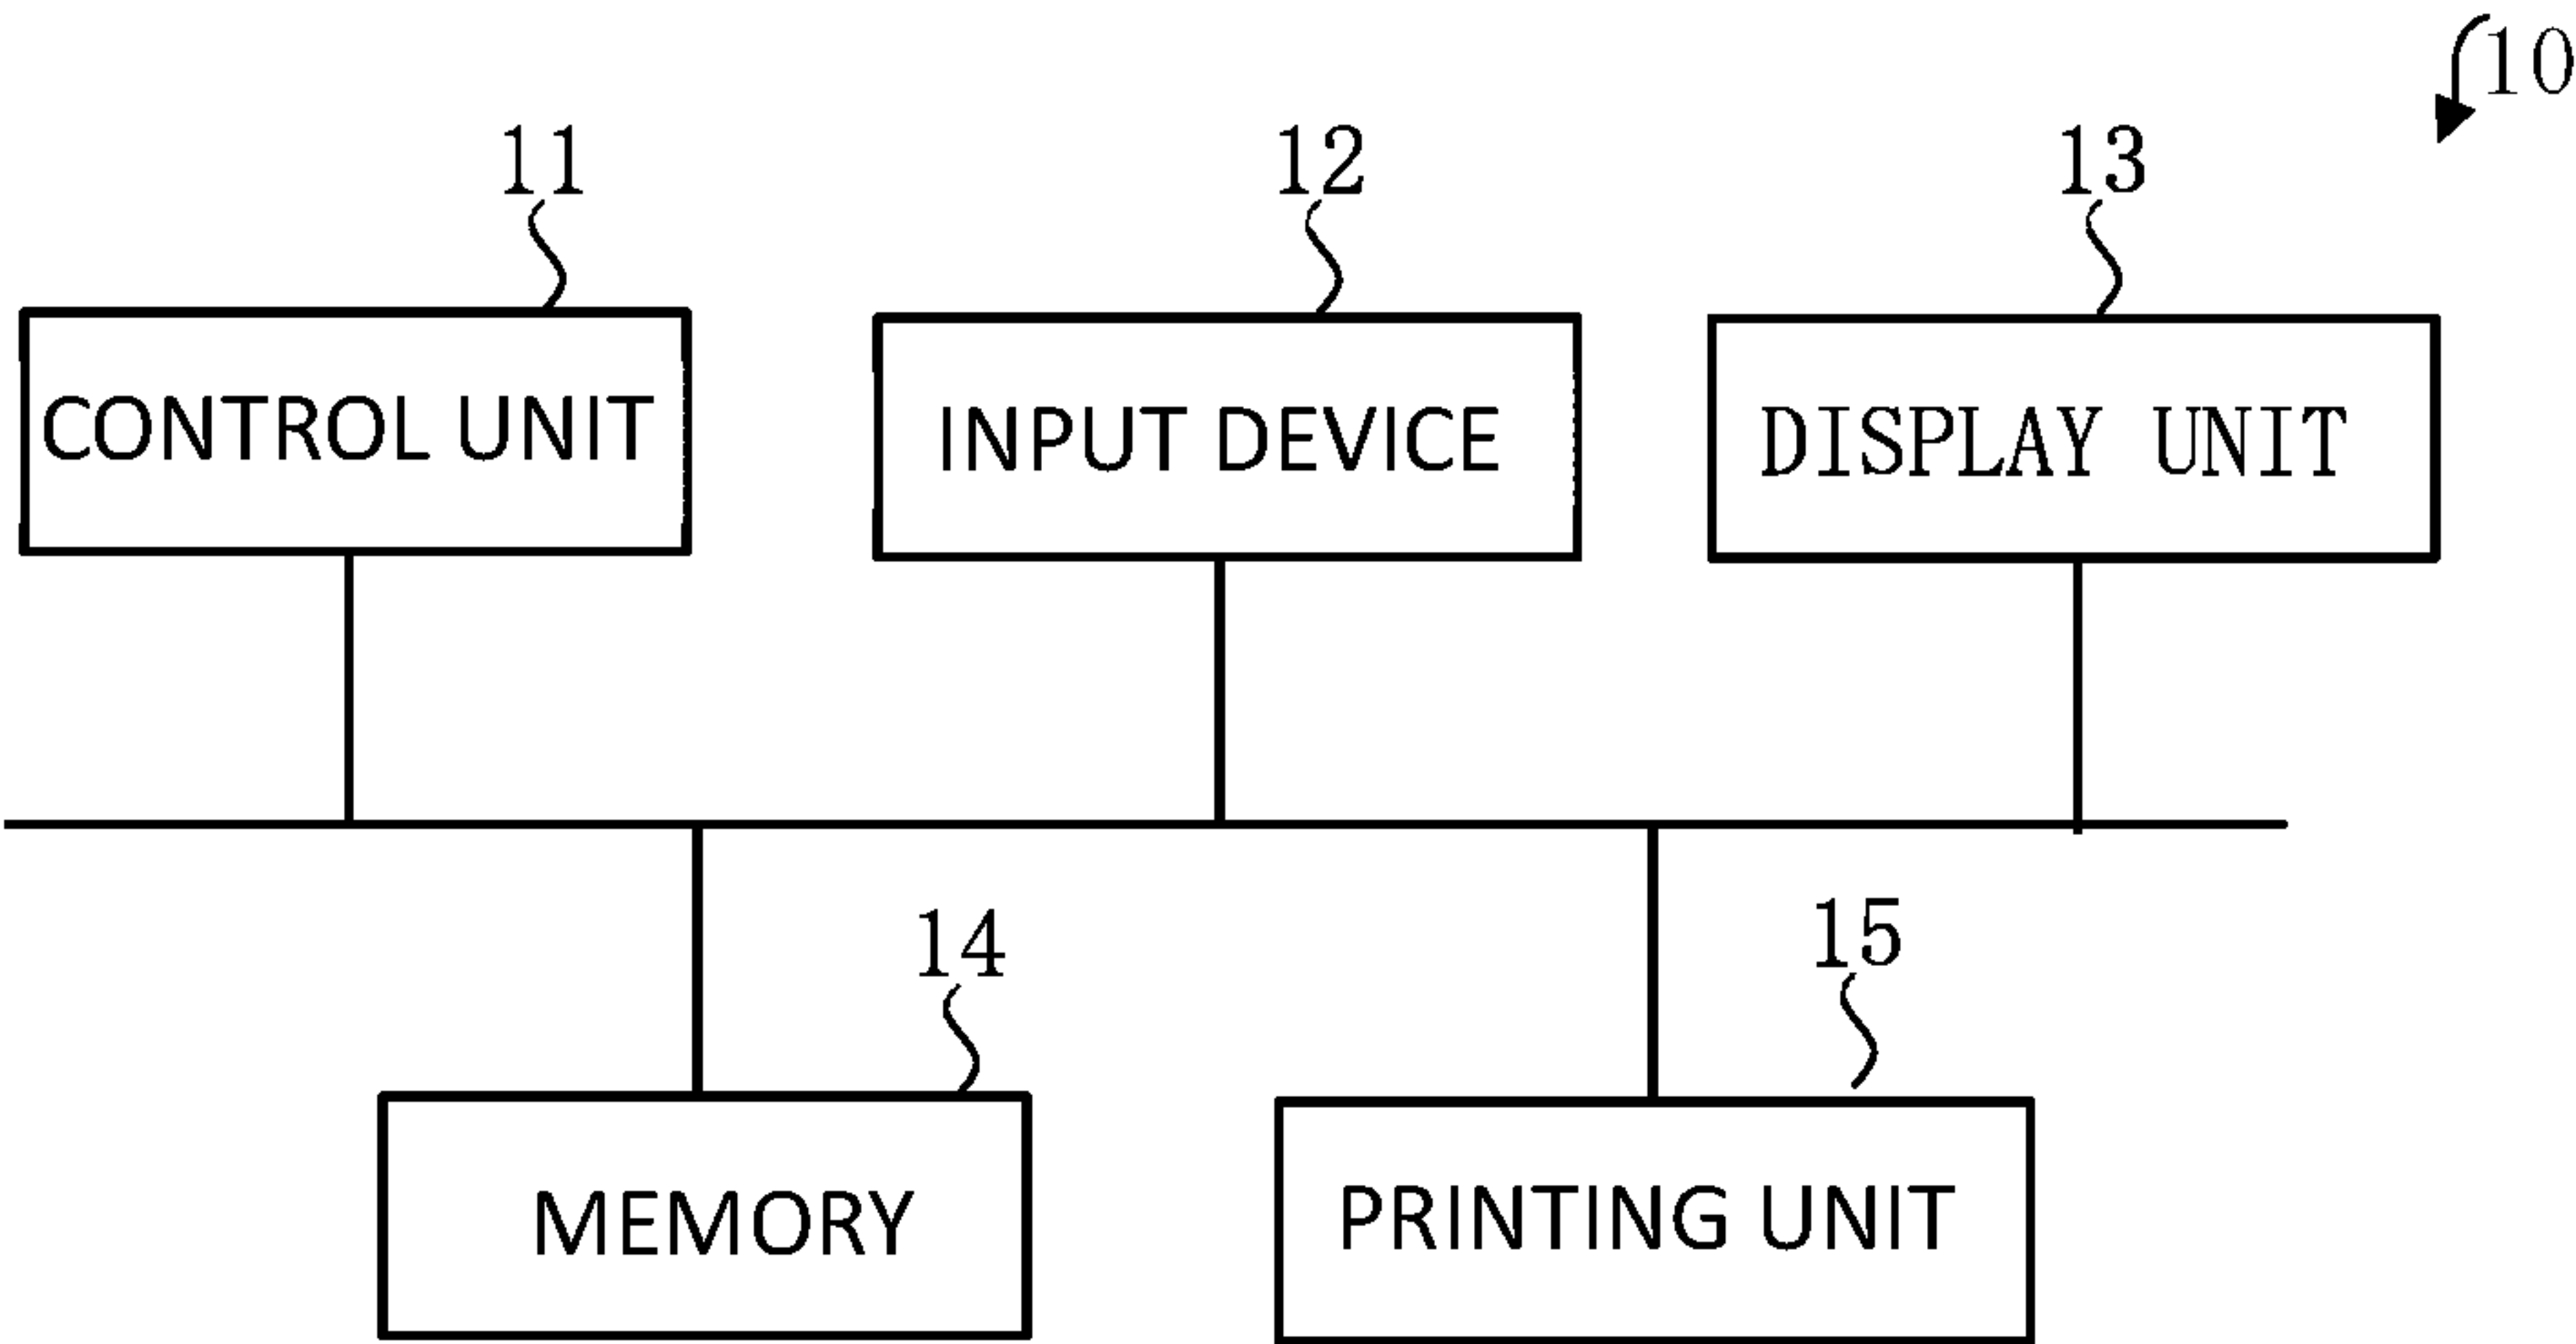 10
11
12
13
CONTROL UNIT
INPUT DEVICE
DISPLAY UNIT
14
15
MEMORY
PRINTING UNIT